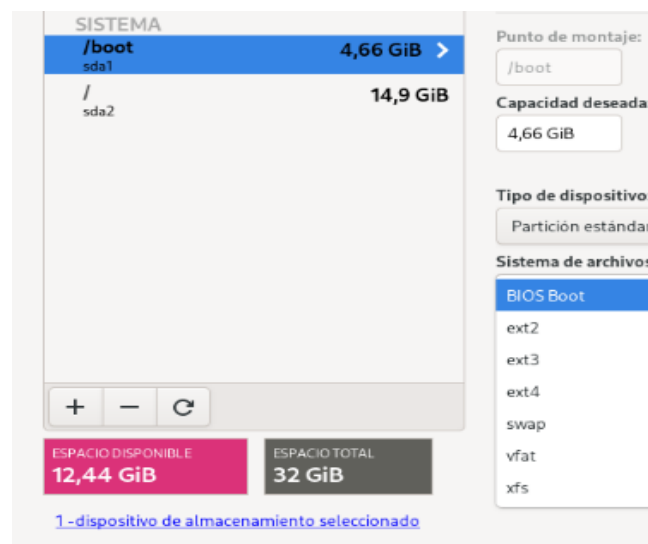 SISTEMA
/boot
4,66 GiB
sda1
/
14,9 GiB
sda2
ESPACIO DISPONIBLE
12,44 GiB
ESPACIO TOTAL
32 GiB
1 -dispositivo de almacenamiento seleccionado
Punto de montaje:
/boot
Capacidad deseada:
4,66 GiB
Tipo de dispositivo:
Partición estándar
Sistema de archivos
BIOS Boot
ext2
ext3
ext4
swap
vfat
xfs